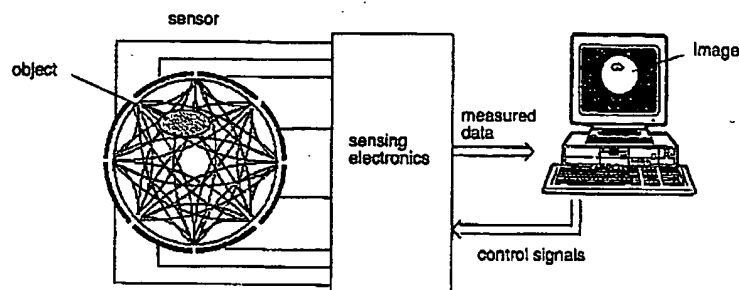 sensor
object
Image
measured
data
sensing
electronics
control signals